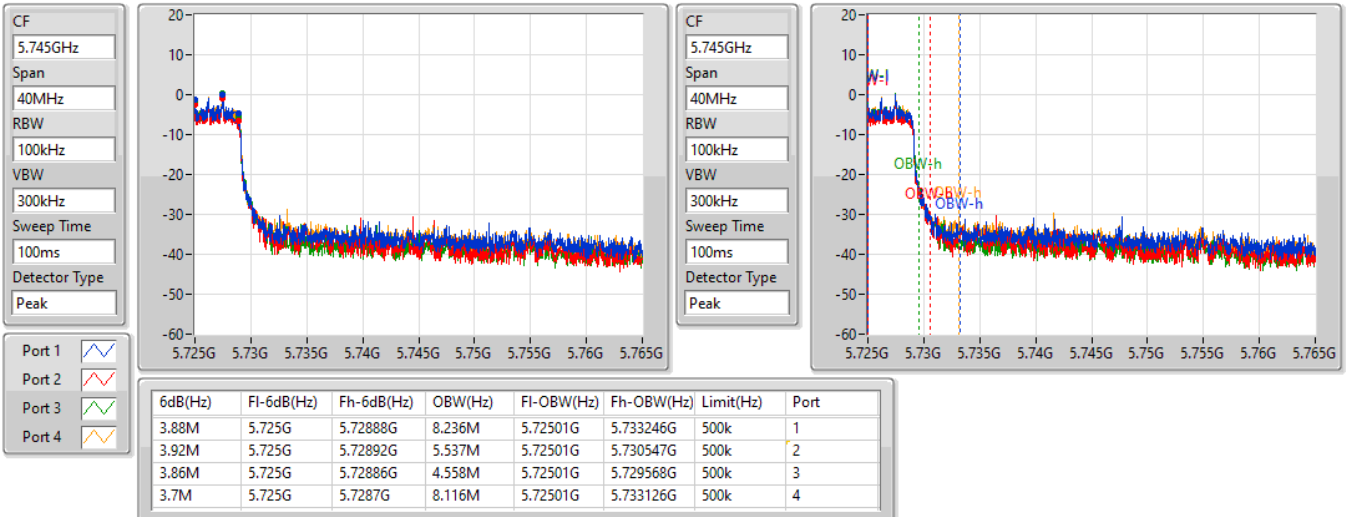 CF
5.745GHz
Span
40MHz
RBW
100kHz
VBW
300kHz
Sweep Time
100ms
Detector Type
Peak
20
10
0
-10
-20
-30
-40
-50
-60
5.725G 5.73G 5.735G 5.74G 5.745G 5.75G 5.755G 5.76G 5.765G
CF
5.745GHz
Span
40MHz
RBW
100kHz
VBW
300kHz
Sweep Time
100ms
Detector Type
Peak
20
10
0
-10
-20
-30
-40
-50
-60
W-l
OBW-h
OBW-h
OBW-h
OBW-h
5.725G 5.73G 5.735G 5.74G 5.745G 5.75G 5.755G 5.76G 5.765G
Port 1
Port 2
Port 3
Port 4
6dB(Hz) Fl-6dB(Hz) Fh-6dB(Hz) OBW(Hz) Fl-OBW(Hz) Fh-OBW(Hz) Limit(Hz) Port
3.88M 5.725G 5.72888G 8.236M 5.72501G 5.733246G 500k 1
3.92M 5.725G 5.72892G 5.537M 5.72501G 5.730547G 500k 2
3.86M 5.725G 5.72886G 4.558M 5.72501G 5.729568G 500k 3
3.7M 5.725G 5.7287G 8.116M 5.72501G 5.733126G 500k 4